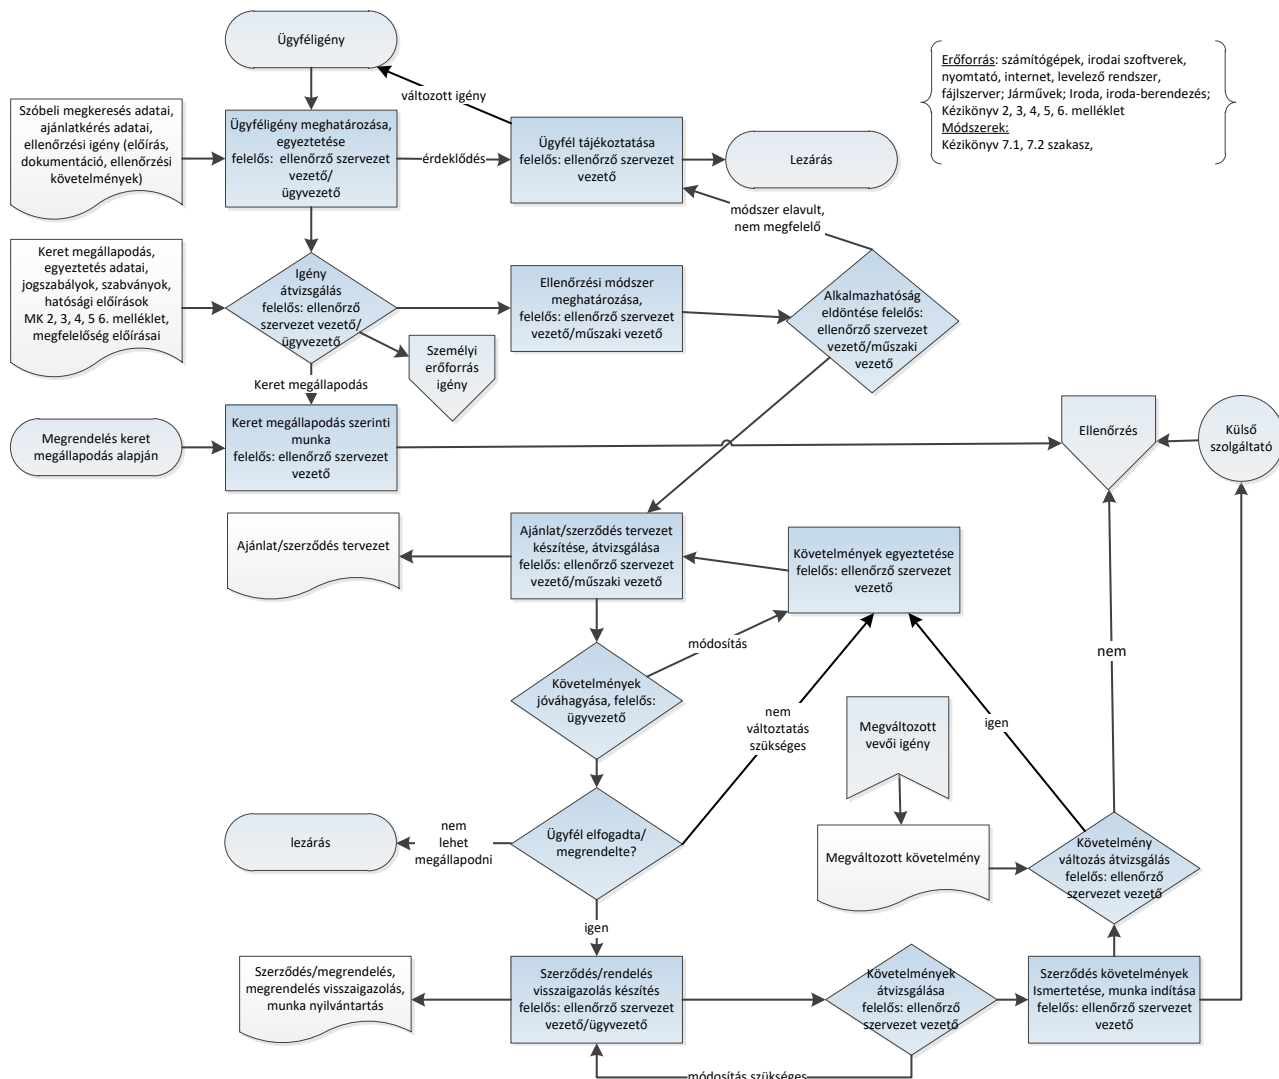 Ügyféligény
Erőforrás: számítógépek, irodai szoftverek,
nyomtató, internet, levelező rendszer,
fájlszerver; Járművek; Iroda, iroda-berendezés;
Kézikönyv 2, 3, 4, 5, 6. melléklet
Módszerek:
Kézikönyv 7.1, 7.2 szakasz,
változott igény
Szóbeli megkeresés adatai,
ajánlatkérés adatai,
ellenőrzési igény (előírás,
dokumentáció, ellenőrzési
követelmények)
Ügyféligény meghatározása,
egyeztetése
felelős: ellenőrző szervezet
vezető/
ügyvezető
érdeklődés
Ügyfél tájékoztatása
felelős: ellenőrző szervezet
vezető
Lezárás
módszer elavult,
nem megfelelő
Keret megállapodás,
egyeztetés adatai,
jogszabályok, szabványok,
hatósági előírások
MK 2, 3, 4, 5 6. melléklet,
megfelelőség előírásai
Igény
átvizsgálás
felelős: ellenőrző
szervezet vezető/
ügyvezető
Ellenőrzési módszer
meghatározása,
felelős: ellenőrző szervezet
vezető/műszaki vezető
Alkalmazhatóság
eldöntése felelős:
ellenőrző szervezet
vezető/műszaki
vezető
Személyi
erőforrás
igény
Keret megállapodás
Megrendelés keret
megállapodás alapján
Keret megállapodás szerinti
munka
felelős: ellenőrző szervezet
vezető
Ellenőrzés
Külső
szolgáltató
Ajánlat/szerződés tervezet
Ajánlat/szerződés tervezet
készítése, átvizsgálása
felelős: ellenőrző szervezet
vezető/műszaki vezető
Követelmények egyeztetése
felelős: ellenőrző szervezet
vezető
módosítás
nem
Követelmények
jóváhagyása, felelős:
ügyvezető
nem
változtatás
szükséges
igen
Megváltozott
vevői igény
lezárás
nem
lehet
megállapodni
Ügyfél elfogadta/
megrendelte?
Megváltozott követelmény
Követelmény
változás átvizsgálás
felelős: ellenőrző
szervezet vezető
igen
Szerződés/megrendelés,
megrendelés visszaigazolás,
munka nyilvántartás
Szerződés/rendelés
visszaigazolás készítés
felelős: ellenőrző szervezet
vezető/ügyvezető
Követelmények
átvizsgálása
felelős: ellenőrző
szervezet vezető
Szerződés követelmények
Ismertetése, munka indítása
felelős: ellenőrző szervezet
vezető
módosítás szükséges